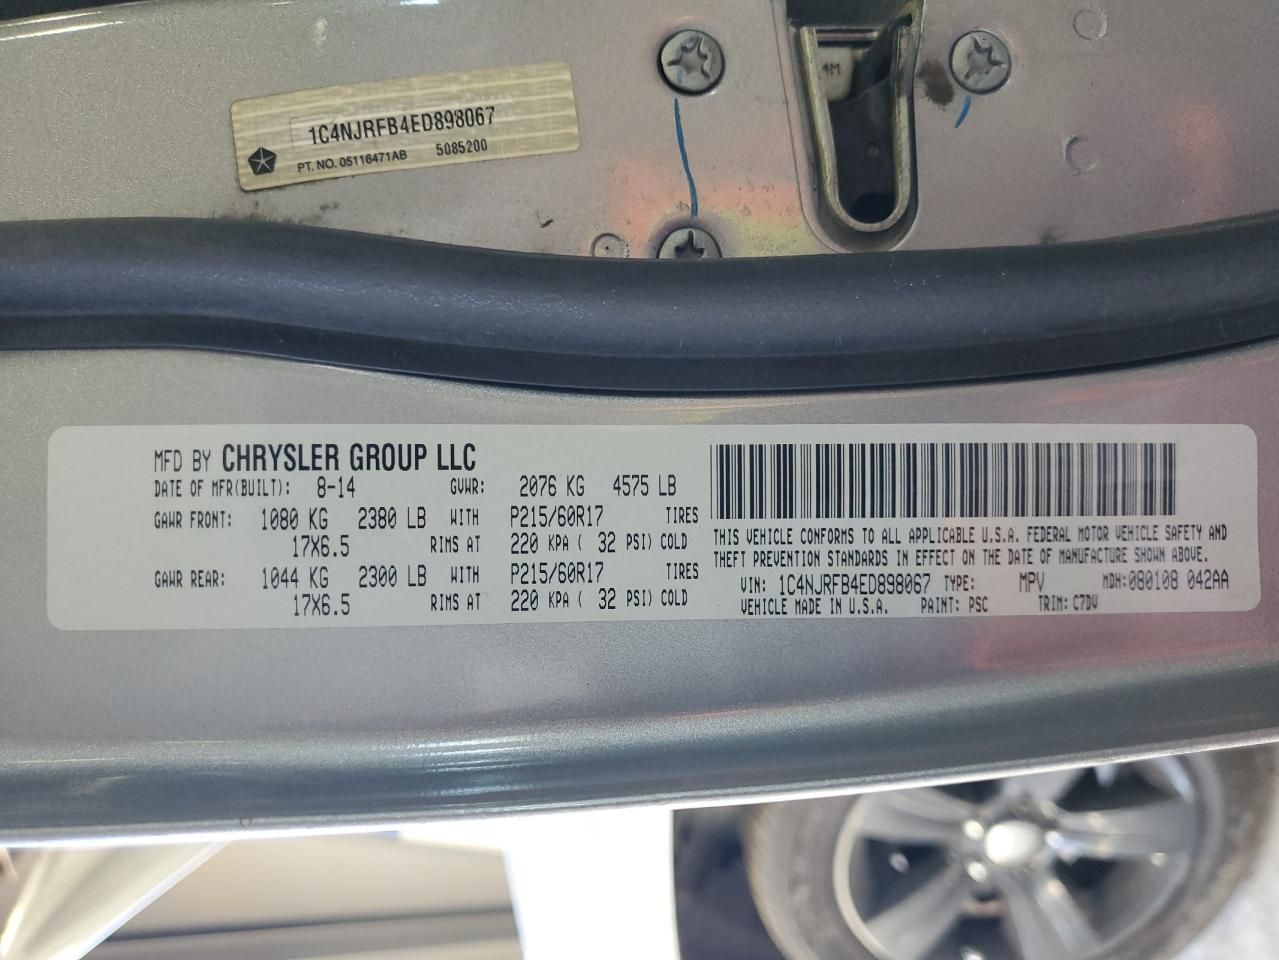 4M
1C4NJRFB4ED898067
PT. NO. 05116471AB 5085200
MFD BY CHRYSLER GROUP LLC
DATE OF MFR(BUILT): 8-14 GVWR: 2076 KG 4575 LB
GAWR FRONT: 1080 KG 2380 LB WITH P215/60R17 TIRES
17X6.5 RIMS AT 220 KPA ( 32 PSI) COLD
GAWR REAR: 1044 KG 2300 LB WITH P215/60R17 TIRES
17X6.5 RIMS AT 220 KPA ( 32 PSI) COLD
THIS VEHICLE CONFORMS TO ALL APPLICABLE U.S.A. FEDERAL MOTOR VEHICLE SAFETY AND
THEFT PREVENTION STANDARDS IN EFFECT ON THE DATE OF MANUFACTURE SHOWN ABOVE.
VIN: 1C4NJRFB4ED898067 TYPE: MPV MDH:080108 042AA
VEHICLE MADE IN U.S.A. PAINT: PSC TRIM: C7DV